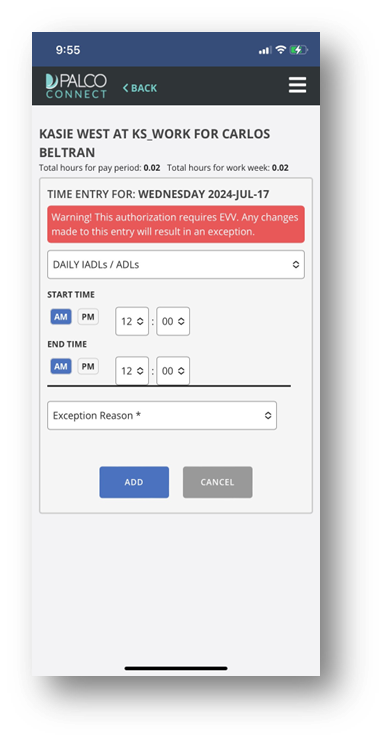 9:55
PALCO
CONNECT
BACK
KASIE WEST AT KS_WORK FOR CARLOS
BELTRAN
Total hours for pay period: 0.02 Total hours for work week: 0.02
TIME ENTRY FOR: WEDNESDAY 2024-JUL-17
Warning! This authorization requires EVV. Any changes
made to this entry will result in an exception.
DAILY IADLs / ADLs
START TIME
AM PM 12 : 00
END TIME
AM PM 12 : 00
Exception Reason *
ADD CANCEL